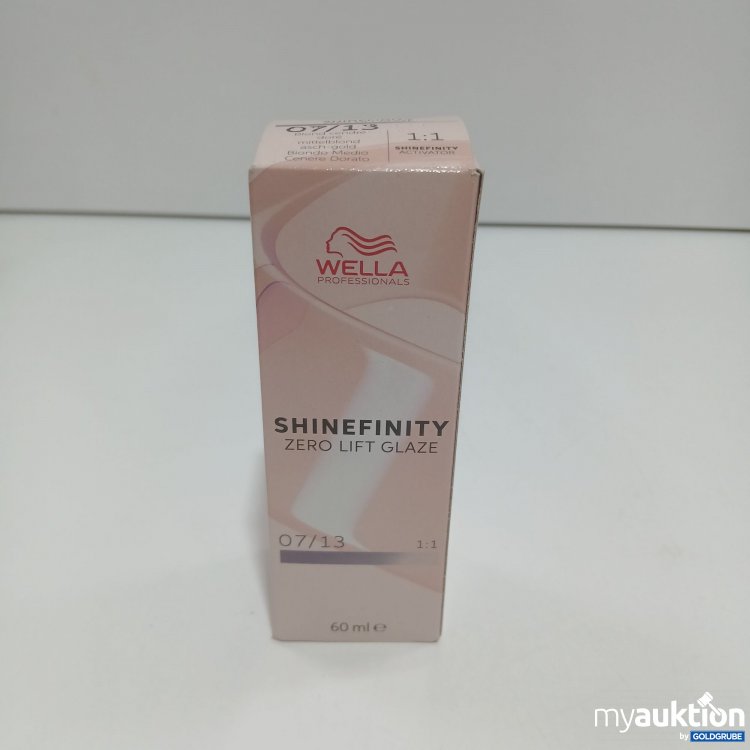 07/13
1:1
mittelblond
asch-gold
Blonde Medio
Cenere Dorato
SHINEFINITY
ACTIVATOR
WELLA
PROFESSIONALS
SHINEFINITY
ZERO LIFT GLAZE
07/13
1:1
60 ml ℮
myauktion
by GOLDGRUBE